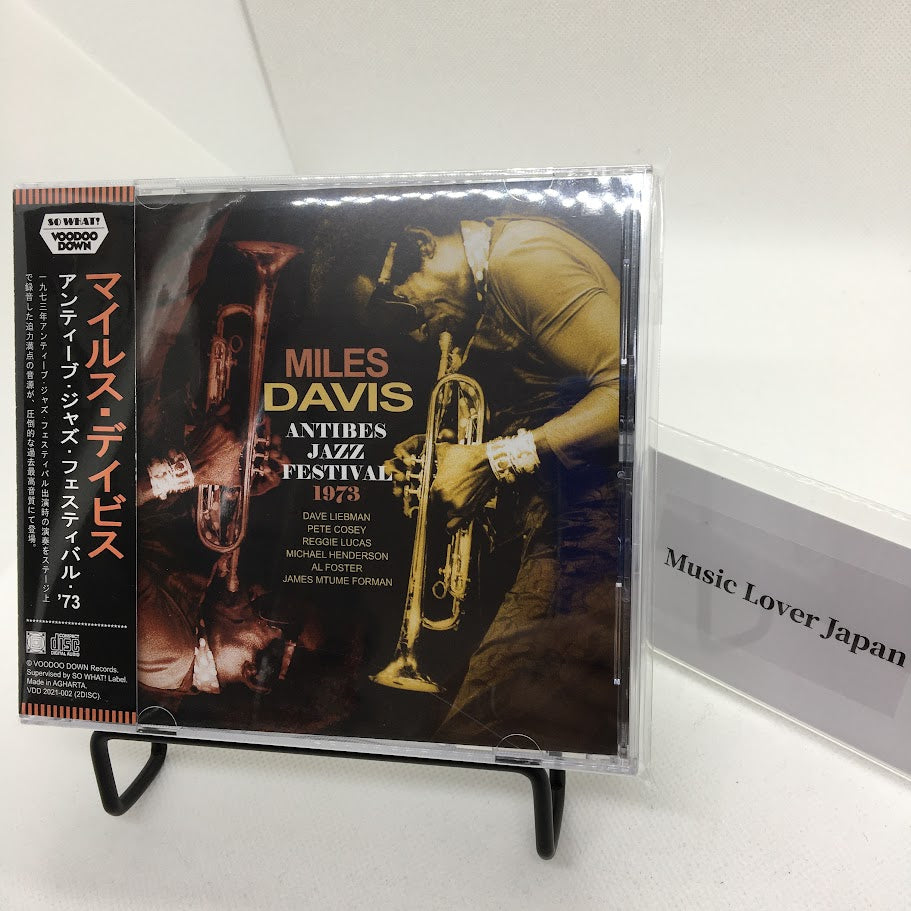 SO WHAT!
VOODOO
DOWN
マイルス・デイビス
アンティーブ・ジャズ・フェスティバル・'73
一九七三年アンティーブ・ジャズ・フェスティバル出演時の演奏をステージ上
で録音した迫力満点の音源が、圧倒的な過去最高音質にて登場。
disc
DIGITAL AUDIO
© VOODOO DOWN Records.
Supervised by SO WHAT! Label.
Made in AGHARTA.
VDD 2021-002 (2DISC)
MILES
DAVIS
ANTIBES
JAZZ
FESTIVAL
1973
DAVE LIEBMAN
PETE COSEY
REGGIE LUCAS
MICHAEL HENDERSON
AL FOSTER
JAMES MTUME FORMAN
Music Lover Japan